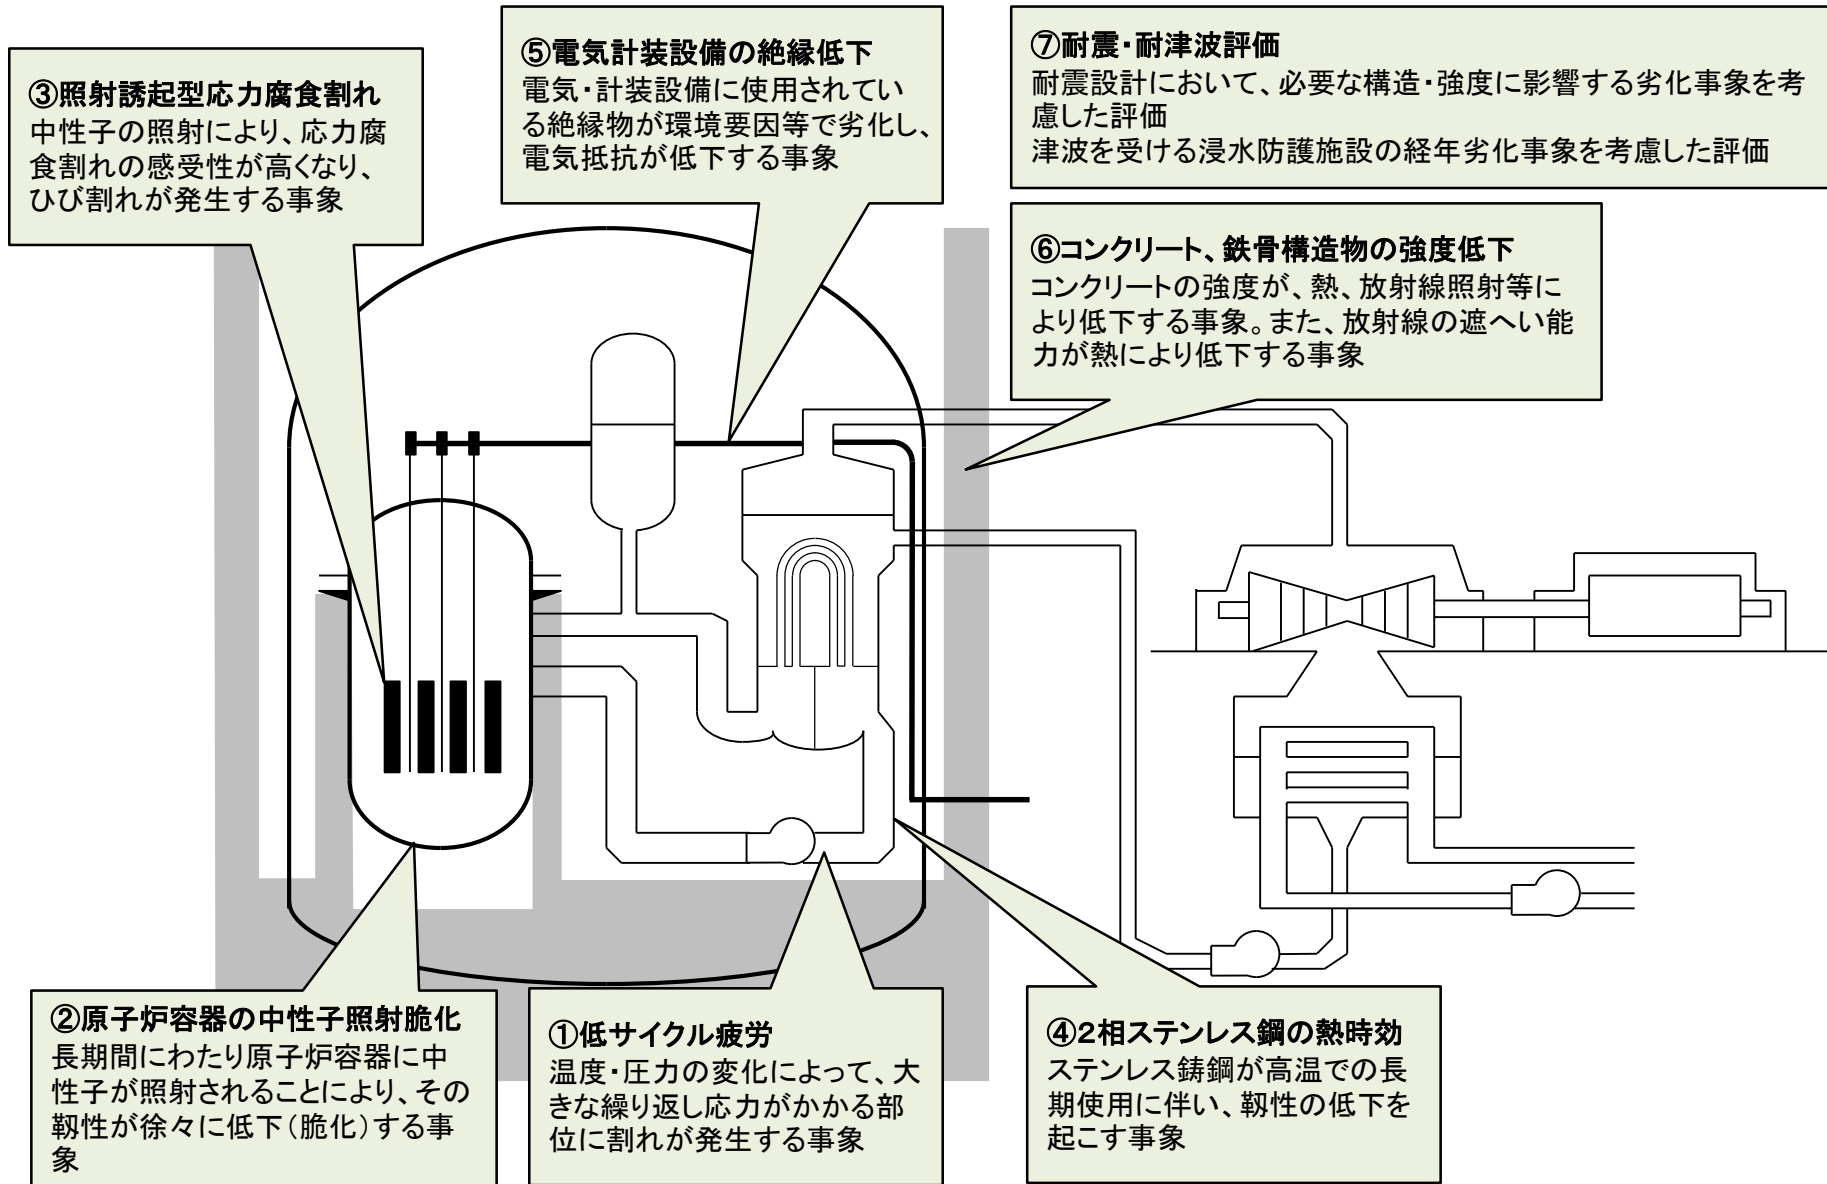 ③照射誘起型応力腐食割れ
中性子の照射により、応力腐
食割れの感受性が高くなり、
ひび割れが発生する事象
⑤電気計装設備の絶縁低下
電気・計装設備に使用されてい
る絶縁物が環境要因等で劣化し、
電気抵抗が低下する事象
⑦耐震・耐津波評価
耐震設計において、必要な構造・強度に影響する劣化事象を考
慮した評価
津波を受ける浸水防護施設の経年劣化事象を考慮した評価
⑥コンクリート、鉄骨構造物の強度低下
コンクリートの強度が、熱、放射線照射等に
より低下する事象。また、放射線の遮へい能
力が熱により低下する事象
②原子炉容器の中性子照射脆化
長期間にわたり原子炉容器に中
性子が照射されることにより、その
靱性が徐々に低下（脆化）する事
象
①低サイクル疲労
温度・圧力の変化によって、大
きな繰り返し応力がかかる部
位に割れが発生する事象
④２相ステンレス鋼の熱時効
ステンレス鋳鋼が高温での長
期使用に伴い、靱性の低下を
起こす事象